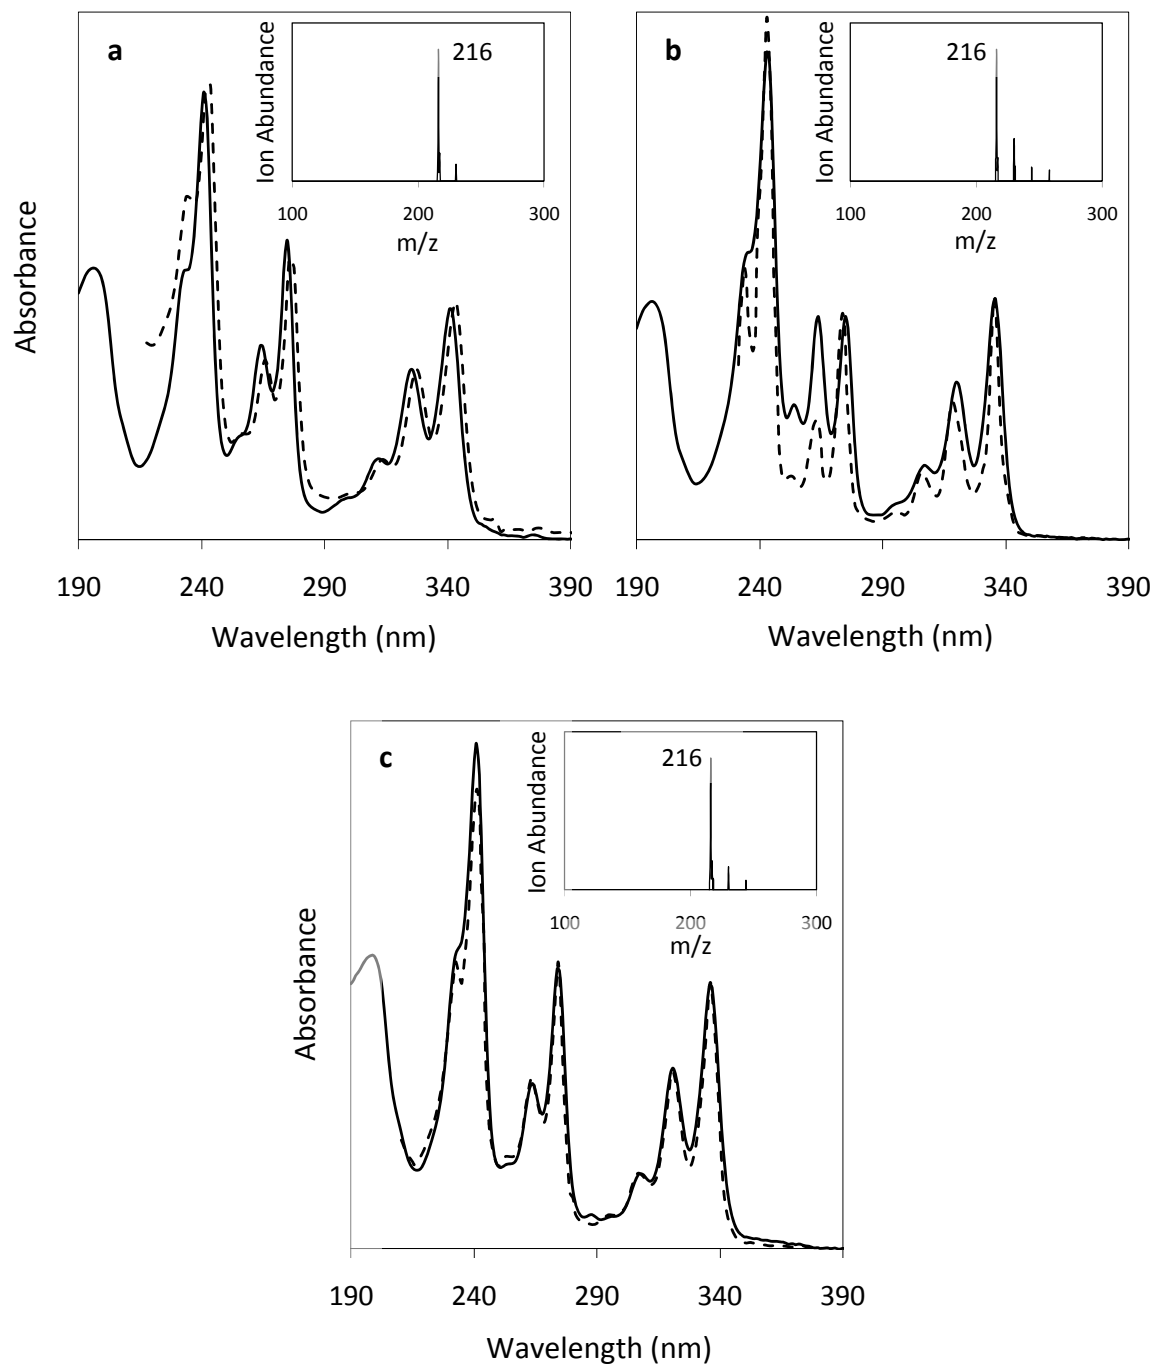 a
216
Ion Abundance
100 200 300
m/z
Absorbance
190 240 290 340 390
Wavelength (nm)
b
216
Ion Abundance
100 200 300
m/z
190 240 290 340 390
Wavelength (nm)
c
216
Ion Abundance
100 200 300
m/z
Absorbance
190 240 290 340 390
Wavelength (nm)